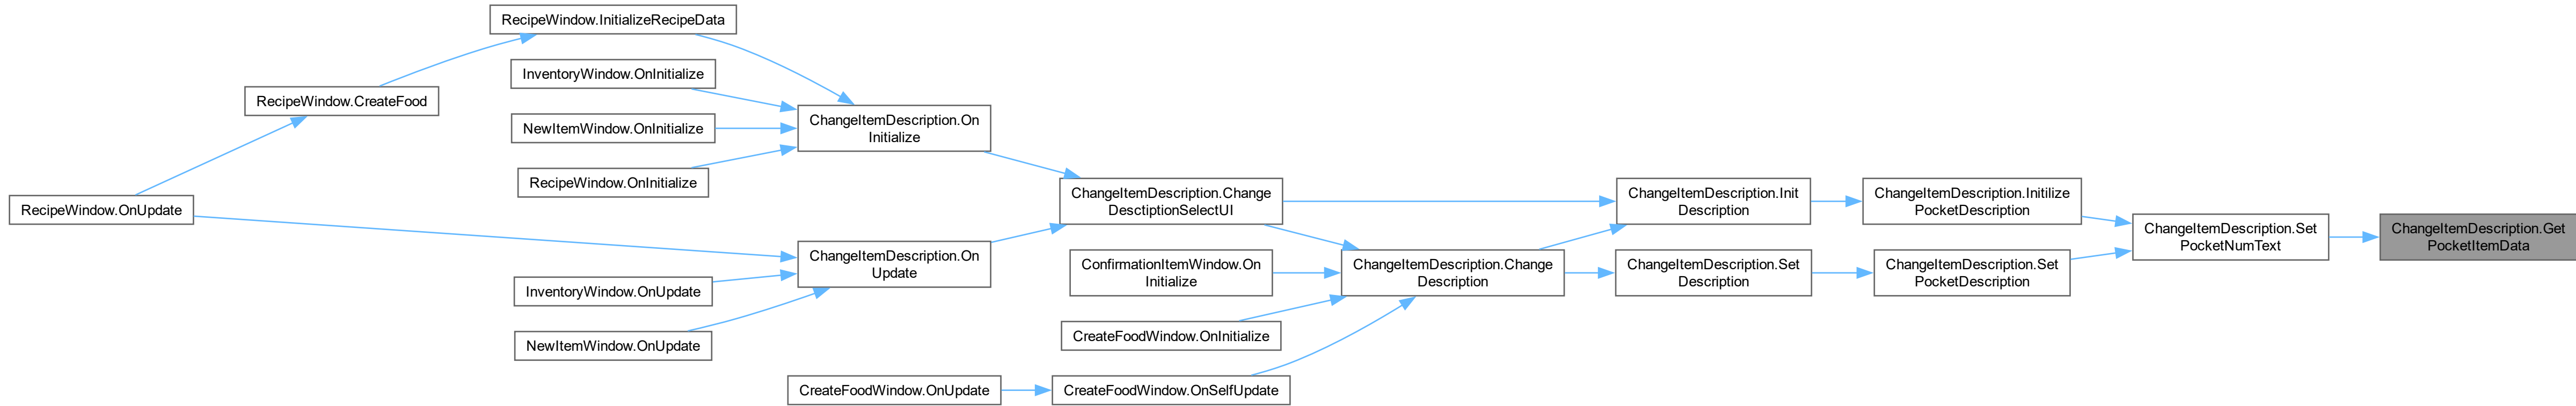 RecipeWindow.InitializeRecipeData
InventoryWindow.OnInitialize
RecipeWindow.CreateFood
NewItemWindow.OnInitialize
ChangeItemDescription.On
Initialize
RecipeWindow.OnInitialize
RecipeWindow.OnUpdate
ChangeItemDescription.Change
DesctiptionSelectUI
ChangeItemDescription.Init
Description
ChangeItemDescription.Initilize
PocketDescription
ChangeItemDescription.Set
PocketNumText
ChangeItemDescription.Get
PocketItemData
ChangeItemDescription.On
Update
ConfirmationItemWindow.On
Initialize
ChangeItemDescription.Change
Description
ChangeItemDescription.Set
Description
ChangeItemDescription.Set
PocketDescription
InventoryWindow.OnUpdate
CreateFoodWindow.OnInitialize
NewItemWindow.OnUpdate
CreateFoodWindow.OnUpdate
CreateFoodWindow.OnSelfUpdate